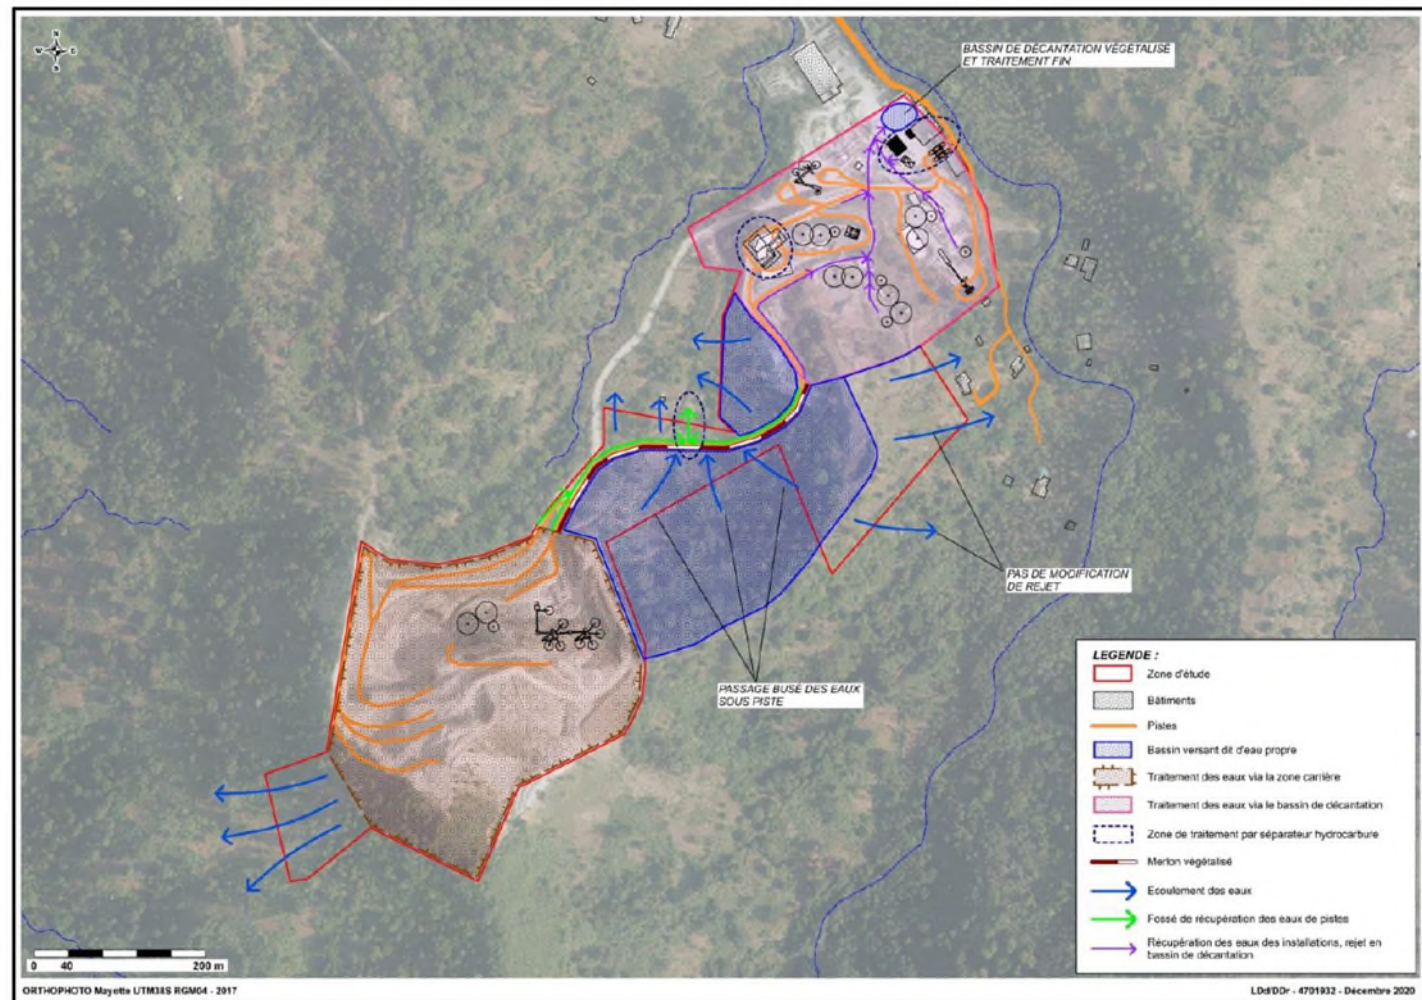 N
W E
S
BASSIN DE DÉCANTATION VÉGÉTALISÉ
ET TRAITEMENT FIN
PAS DE MODIFICATION
DE REJET
PASSAGE BUSÉ DES EAUX
SOUS PISTE
LEGENDE :
Zone d'étude
Bâtiments
Pistes
Bassin versant dit d'eau propre
Traitement des eaux via la zone carrière
Traitement des eaux via le bassin de décantation
Zone de traitement par séparateur hydrocarbure
Merlon végétalisé
Ecoulement des eaux
Fossé de récupération des eaux de pistes
Récupération des eaux des installations, rejet en
bassin de décantation
0 40 200 m
ORTHOPHOTO Mayotte UTM38S RGM04 - 2017
LDd/DDr - 4701932 - Décembre 2020